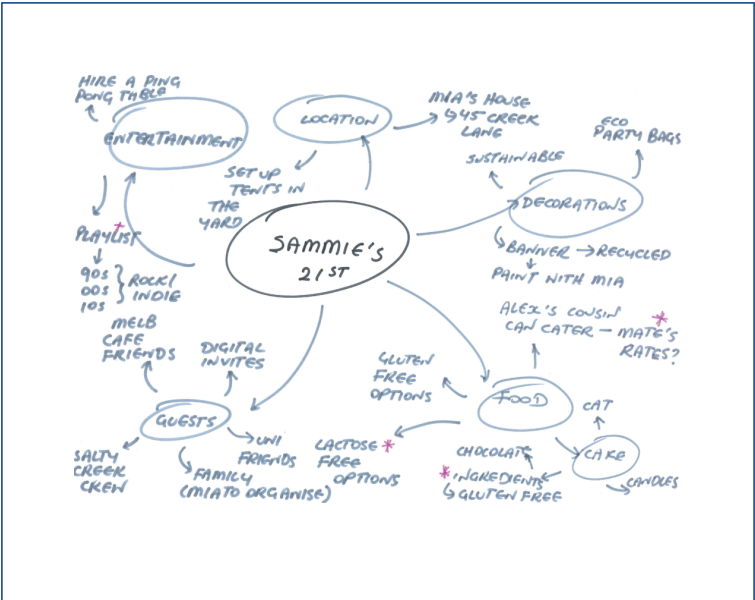 SAMMIE'S
21ST
LOCATION
MIA'S HOUSE
↳45 CREEK
LANE
SET UP
TENTS IN
THE
YARD
DECORATIONS
SUSTAINABLE
ECO
PARTY BAGS
BANNER → RECYCLED
PAINT WITH MIA
FOOD
ALEX'S COUSIN
CAN CATER – MATE'S *
RATES?
GLUTEN
FREE
OPTIONS
LACTOSE *
FREE
OPTIONS
CAKE
CAT
CANDLES
CHOCOLATE
* INGREDIENTS
↳ GLUTEN FREE
GUESTS
DIGITAL
INVITES
MELB
CAFE
FRIENDS
SALTY
CREEK
CREW
FAMILY
(MIA TO ORGANISE)
UNI
FRIENDS
ENTERTAINMENT
HIRE A PING
PONG TABLE
PLAYLIST *
90s
00s } ROCK/
10s INDIE